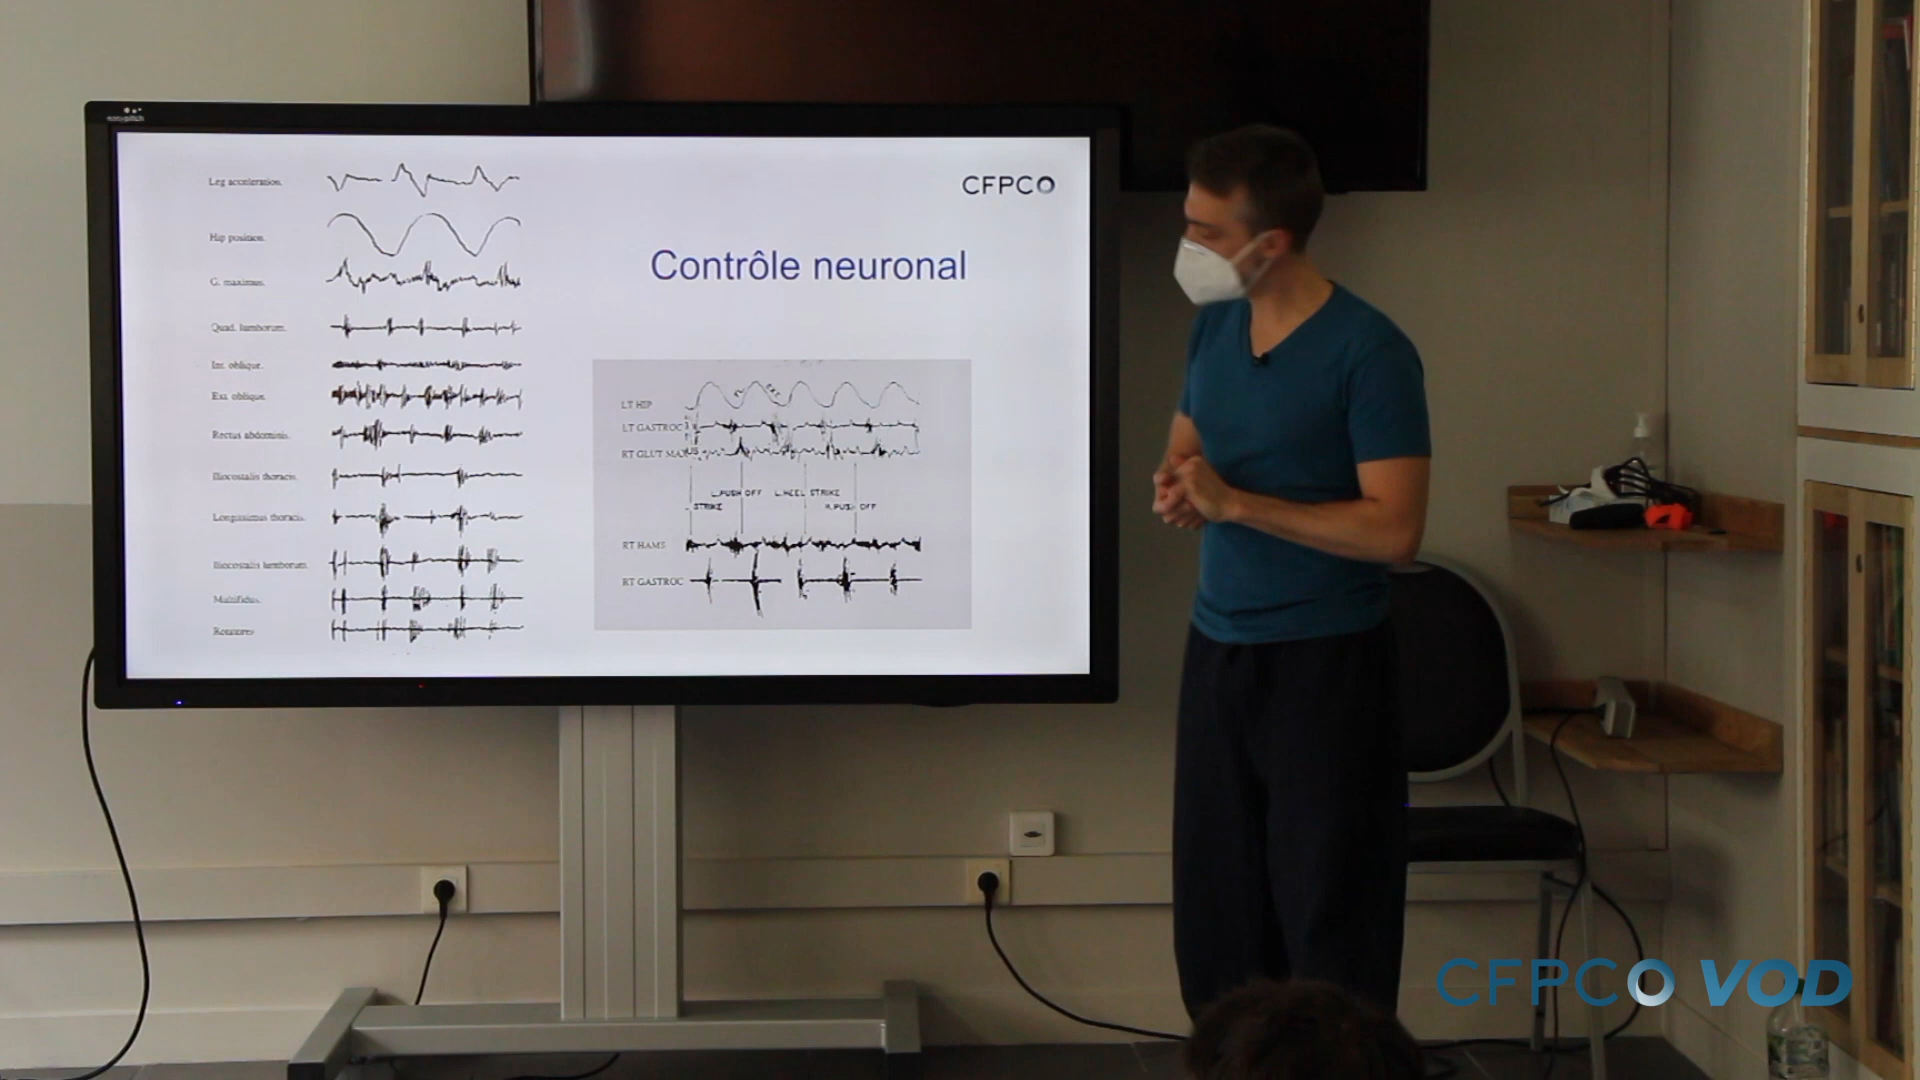 easypitch
CFPCO
Contrôle neuronal
Leg acceleration.
Hip position.
G. maximus.
Quad. lumborum.
Int. oblique.
Ext. oblique.
Rectus abdominis.
Iliocostalis thoracis.
Longissimus thoracis.
Iliocostalis lumborum.
Multifidus.
Rotatores
LT HIP
LT GASTROC
RT GLUT MAXIMUS
L.PUSH OFF L.HEEL STRIKE
STRIKE R.PUSH OFF
RT HAMS
RT GASTROC
CFPCO VOD